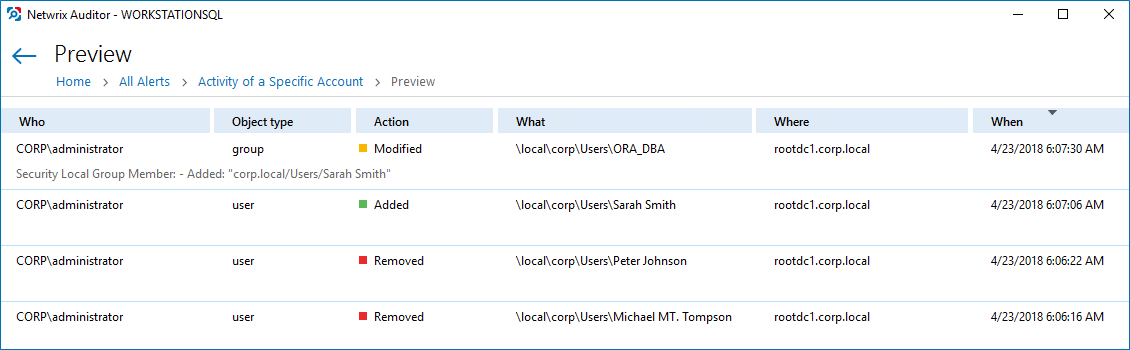 Netwrix Auditor - WORKSTATIONSQL
Preview
Home > All Alerts > Activity of a Specific Account > Preview
Who Object type Action What Where When
CORP\administrator group Modified \local\corp\Users\ORA_DBA rootdc1.corp.local 4/23/2018 6:07:30 AM
Security Local Group Member: - Added: "corp.local/Users/Sarah Smith"
CORP\administrator user Added \local\corp\Users\Sarah Smith rootdc1.corp.local 4/23/2018 6:07:06 AM
CORP\administrator user Removed \local\corp\Users\Peter Johnson rootdc1.corp.local 4/23/2018 6:06:22 AM
CORP\administrator user Removed \local\corp\Users\Michael MT. Tompson rootdc1.corp.local 4/23/2018 6:06:16 AM